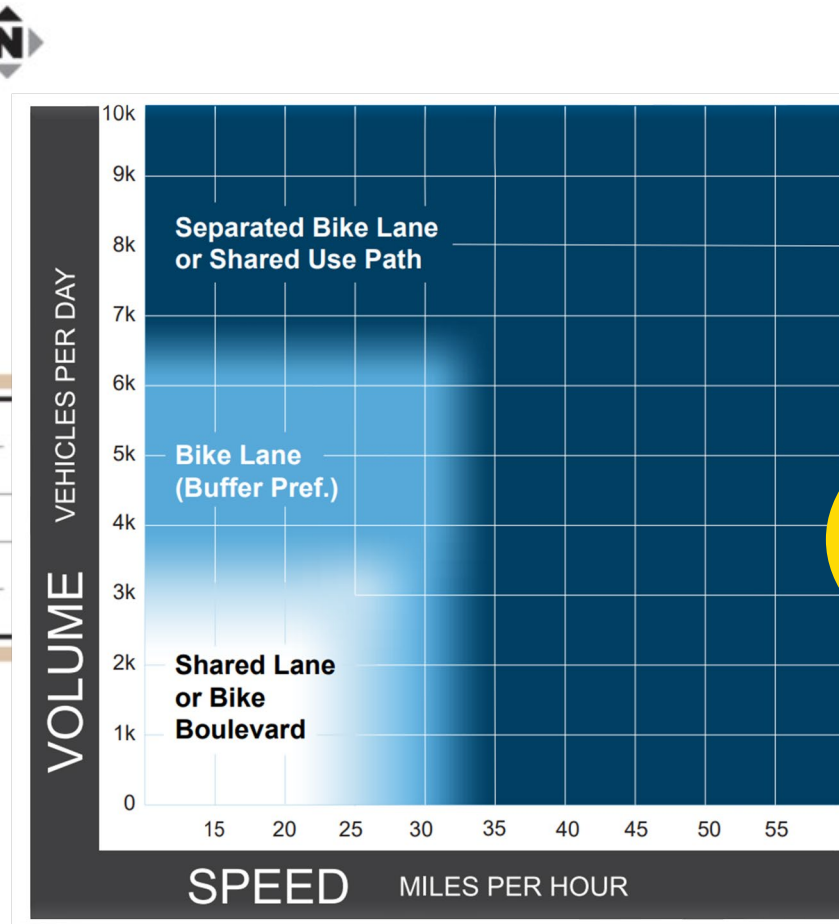 N
10k
9k
8k
7k
6k
5k
4k
3k
2k
1k
0
VOLUME VEHICLES PER DAY
Separated Bike Lane
or Shared Use Path
Bike Lane
(Buffer Pref.)
Shared Lane
or Bike
Boulevard
15 20 25 30 35 40 45 50 55
SPEED MILES PER HOUR